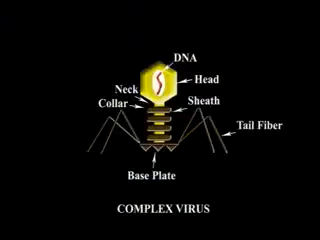 DNA
Head
Neck
Collar
Sheath
Tail Fiber
Base Plate
COMPLEX VIRUS